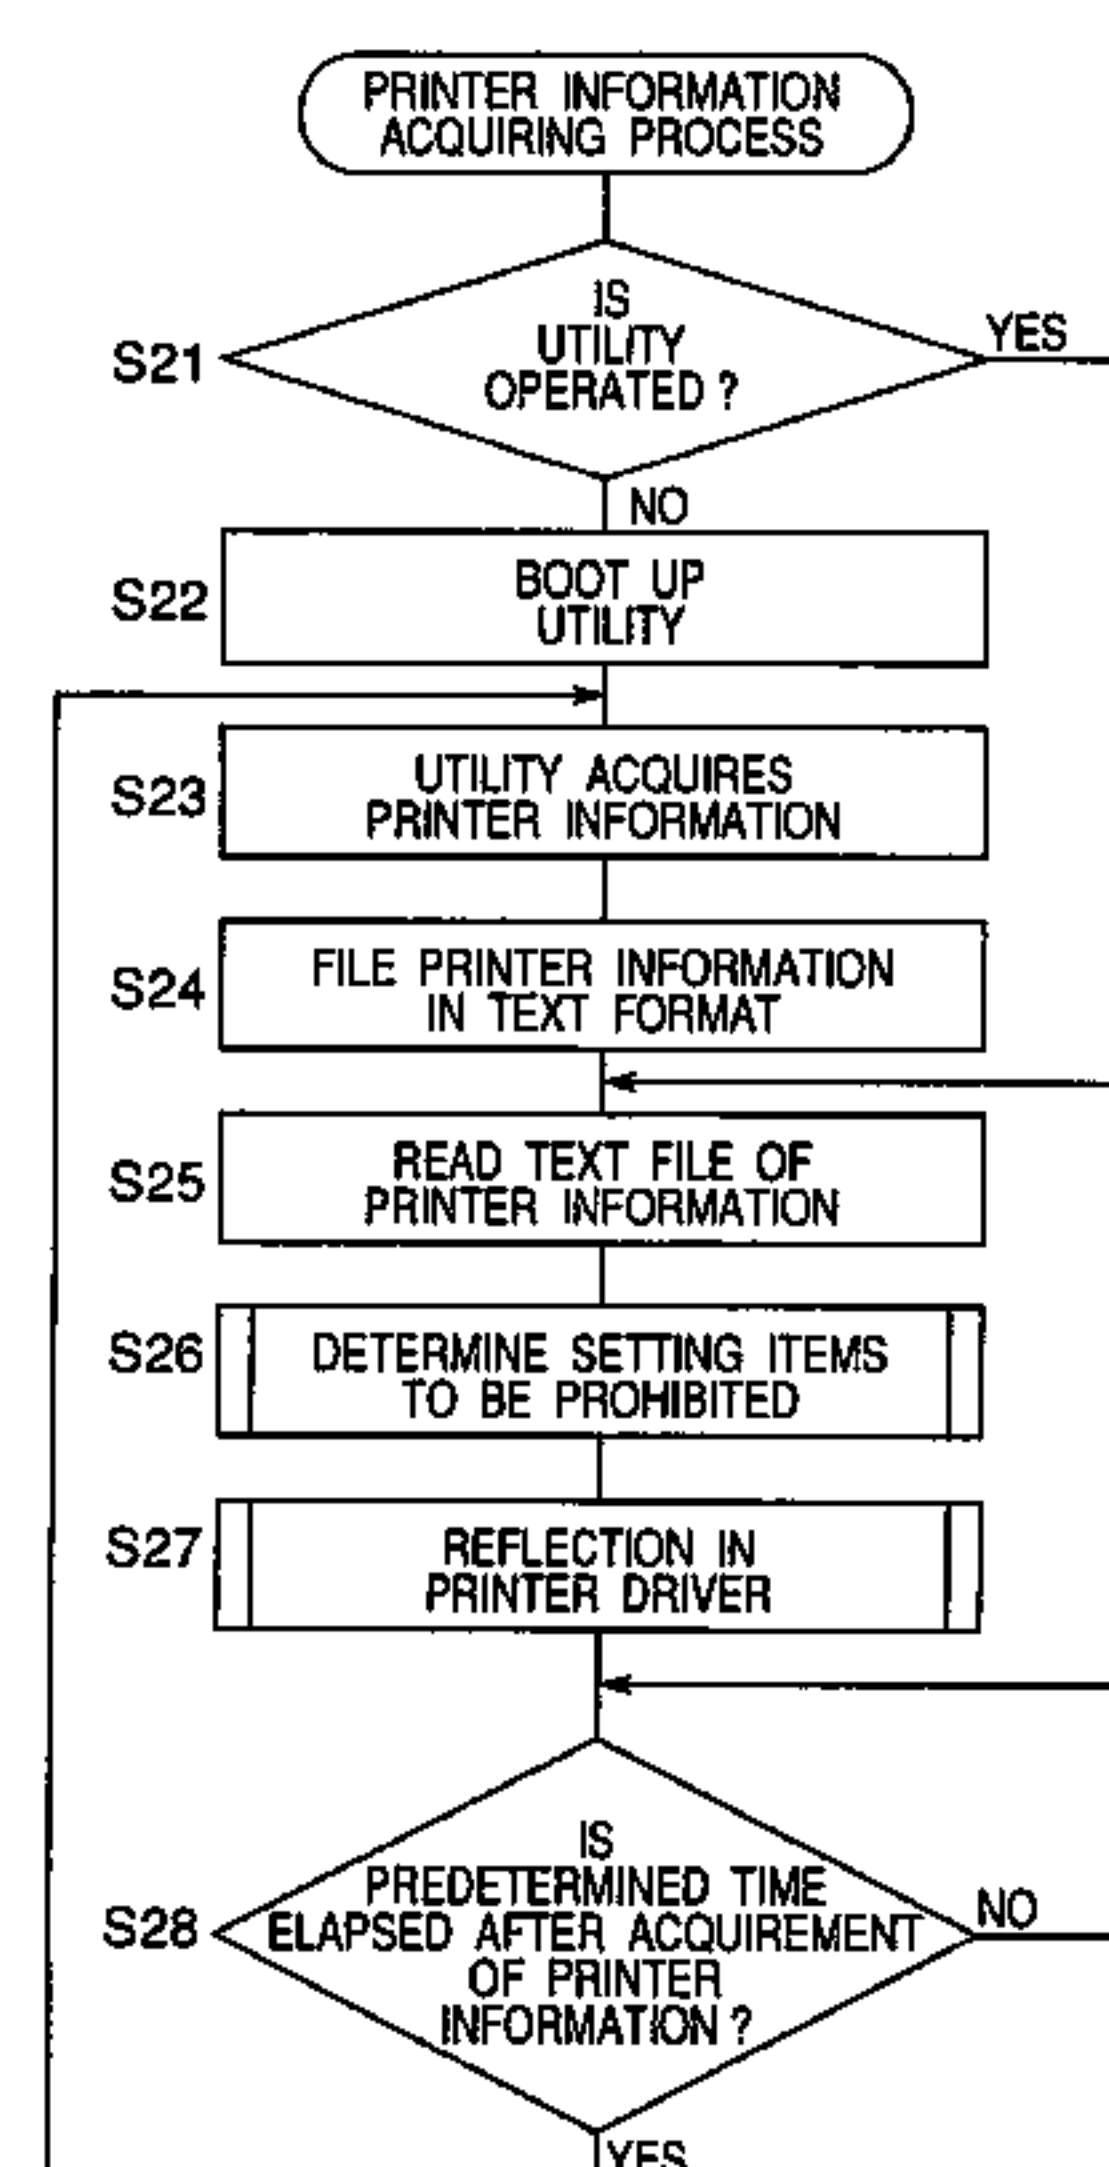 PRINTER INFORMATION
ACQUIRING PROCESS
S21
IS
UTILITY
OPERATED ?
YES
NO
S22
BOOT UP
UTILITY
S23
UTILITY ACQUIRES
PRINTER INFORMATION
S24
FILE PRINTER INFORMATION
IN TEXT FORMAT
S25
READ TEXT FILE OF
PRINTER INFORMATION
S26
DETERMINE SETTING ITEMS
TO BE PROHIBITED
S27
REFLECTION IN
PRINTER DRIVER
S28
IS
PREDETERMINED TIME
ELAPSED AFTER ACQUIREMENT
OF PRINTER
INFORMATION ?
NO
YES